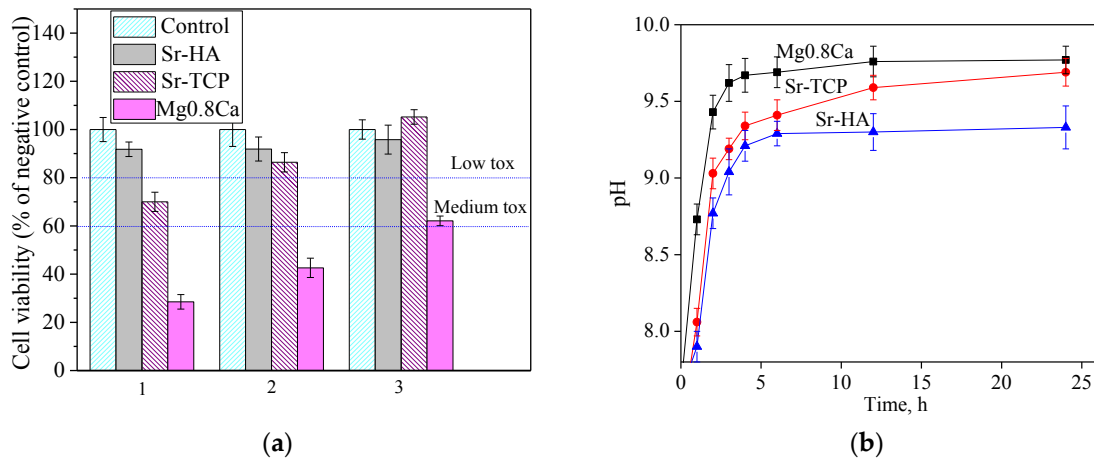 140
120
100
80
60
40
20
0
Cell viability (% of negative control)
Control
Sr-HA
Sr-TCP
Mg0.8Ca
Low tox
Medium tox
1 2 3
(a)
10.0
9.5
9.0
8.5
8.0
pH
Mg0.8Ca
Sr-TCP
Sr-HA
0 5 10 15 20 25
Time, h
(b)